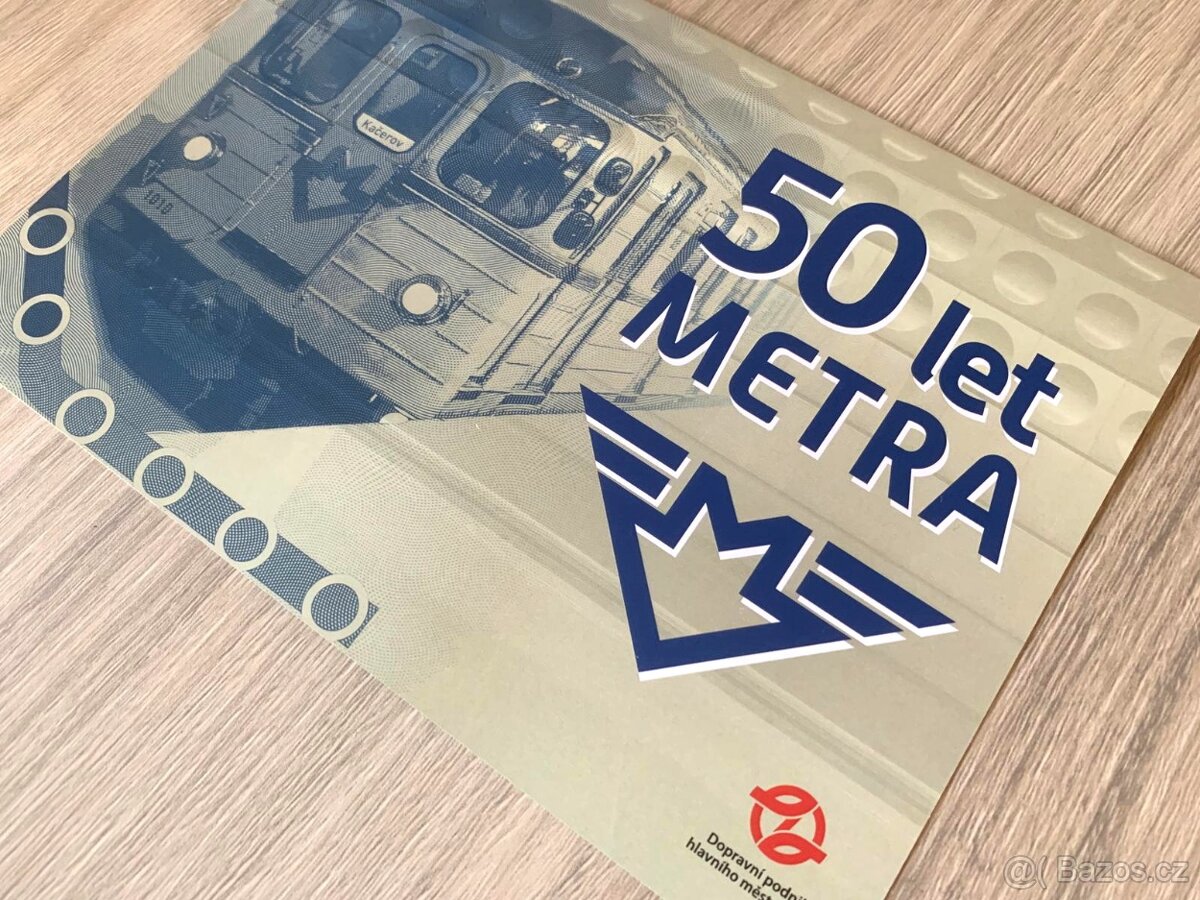 Kačerov
1010
50 let
METRA
Dopravní podnik
hlavního měst
@( Bazos.cz